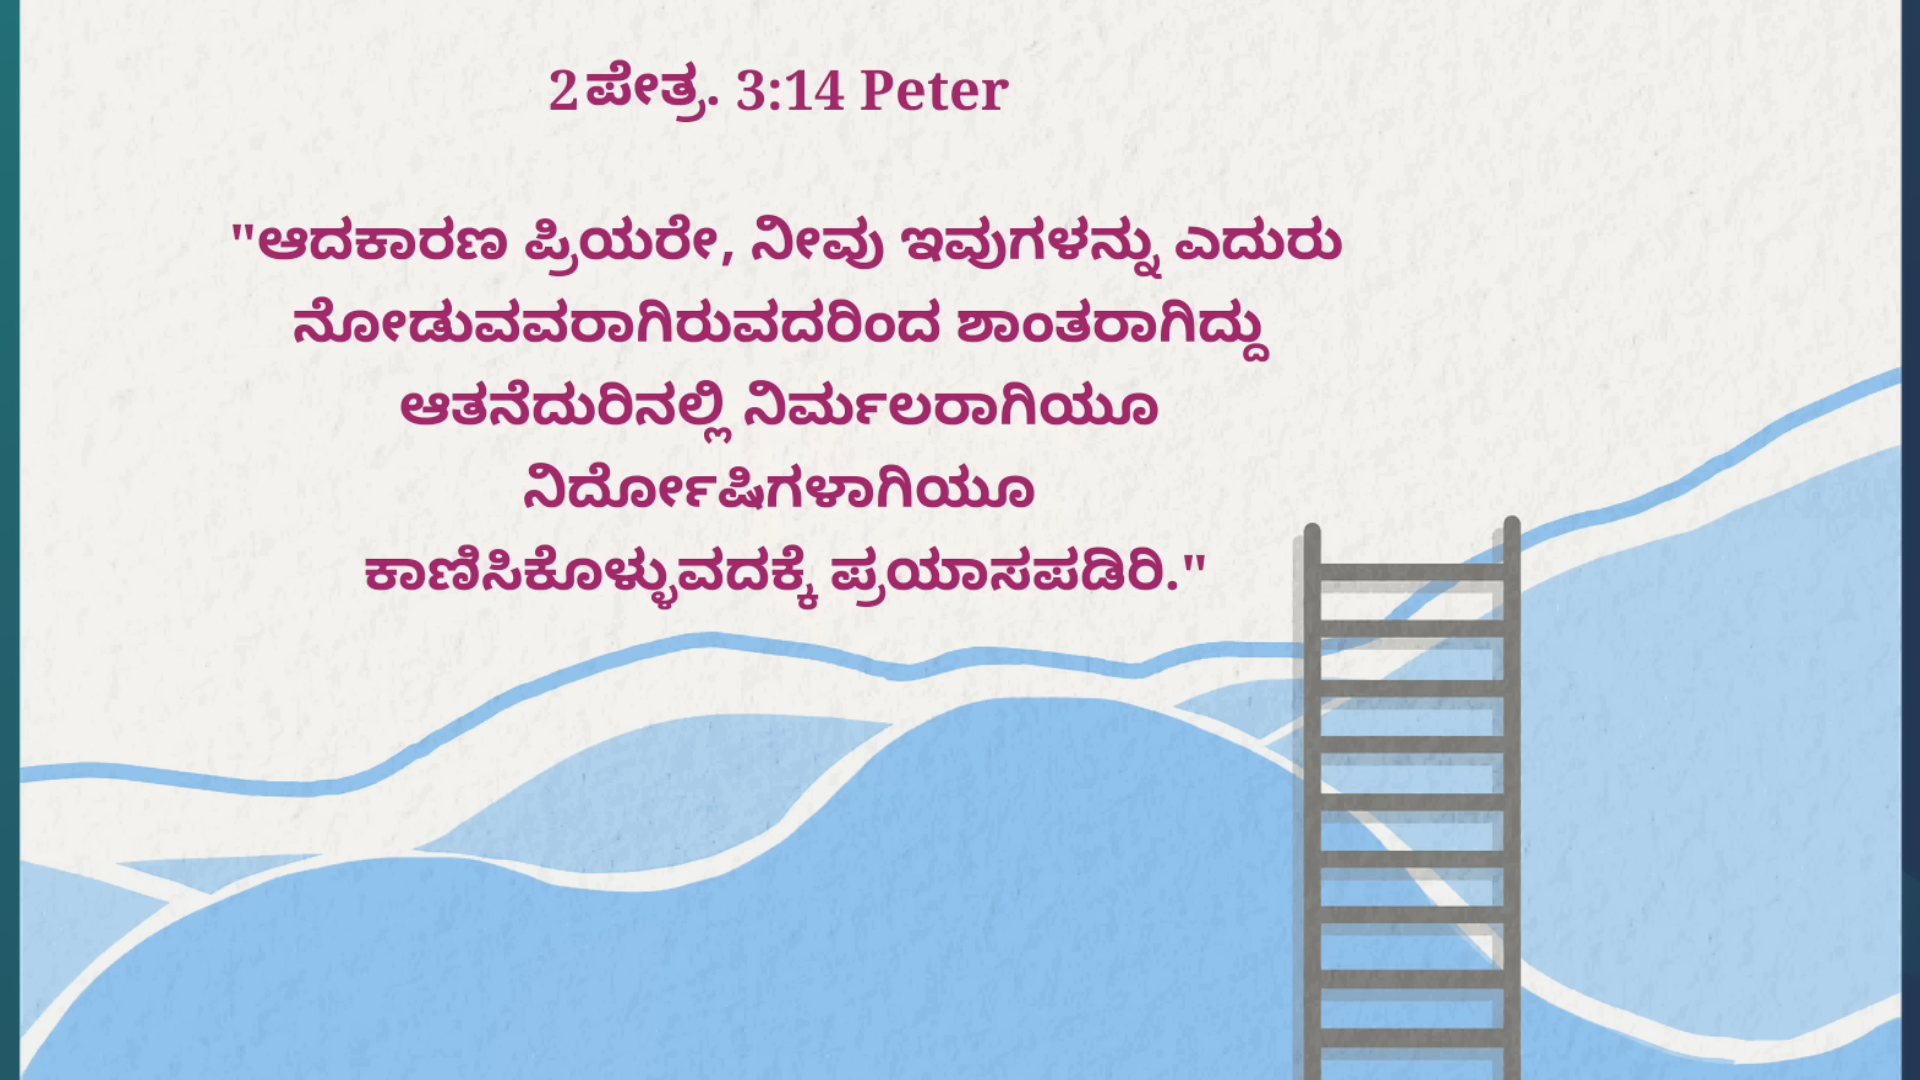 2 ಪೇತ್ರ. 3:14 Peter
"ಆದಕಾರಣ ಪ್ರಿಯರೇ, ನೀವು ಇವುಗಳನ್ನು ಎದುರು
ನೋಡುವವರಾಗಿರುವದರಿಂದ ಶಾಂತರಾಗಿದ್ದು
ಆತನೆದುರಿನಲ್ಲಿ ನಿರ್ಮಲರಾಗಿಯೂ
ನಿರ್ದೋಷಿಗಳಾಗಿಯೂ
ಕಾಣಿಸಿಕೊಳ್ಳುವದಕ್ಕೆ ಪ್ರಯಾಸಪಡಿರಿ."